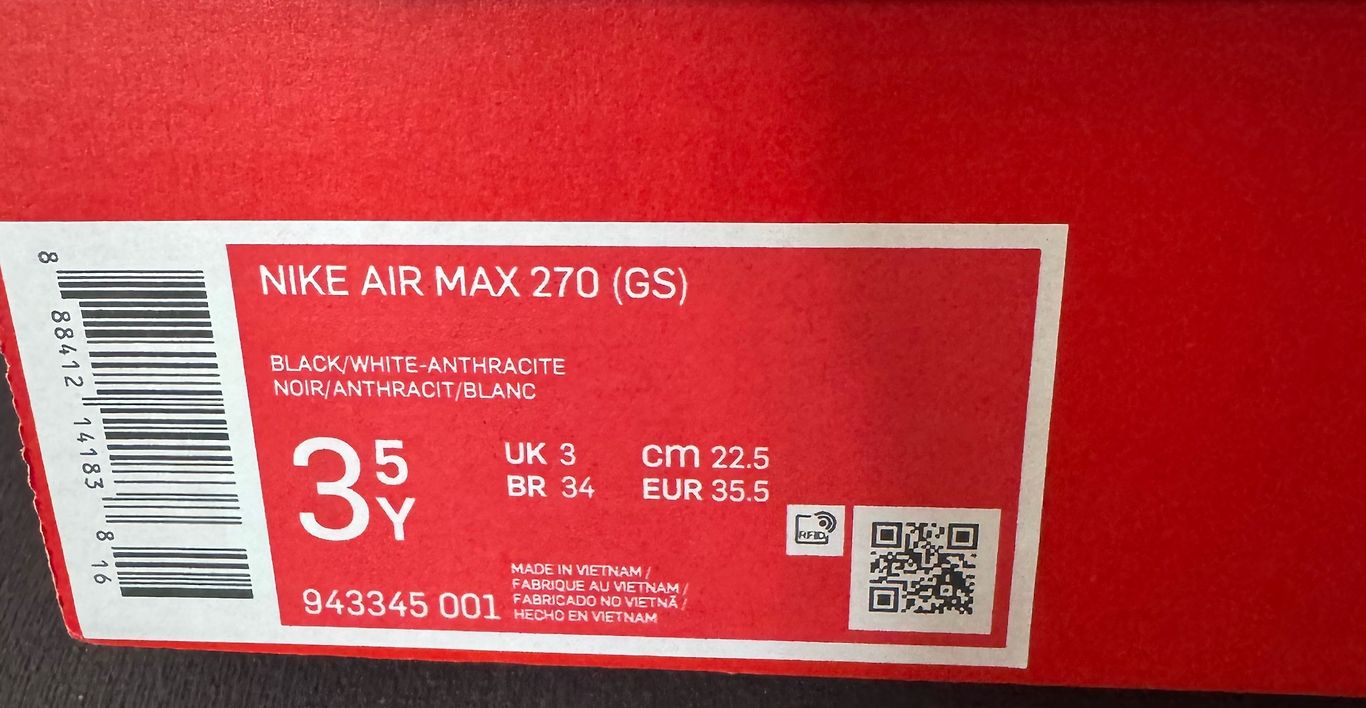 8 88412 14183 8 16
NIKE AIR MAX 270 (GS)
BLACK/WHITE-ANTHRACITE
NOIR/ANTHRACIT/BLANC
3 5 Y
UK 3 cm 22.5
BR 34 EUR 35.5
RFID
943345 001
MADE IN VIETNAM /
FABRIQUE AU VIETNAM /
FABRICADO NO VIETNÃ /
HECHO EN VIETNAM